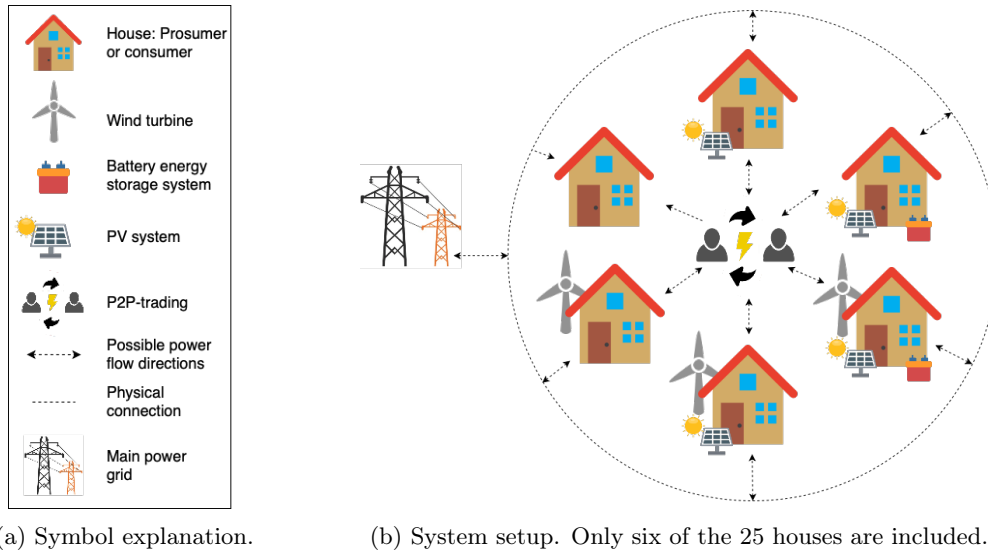 House: Prosumer
or consumer
Wind turbine
Battery energy
storage system
PV system
P2P-trading
Possible power
flow directions
Physical
connection
Main power
grid
(a) Symbol explanation.
(b) System setup. Only six of the 25 houses are included.